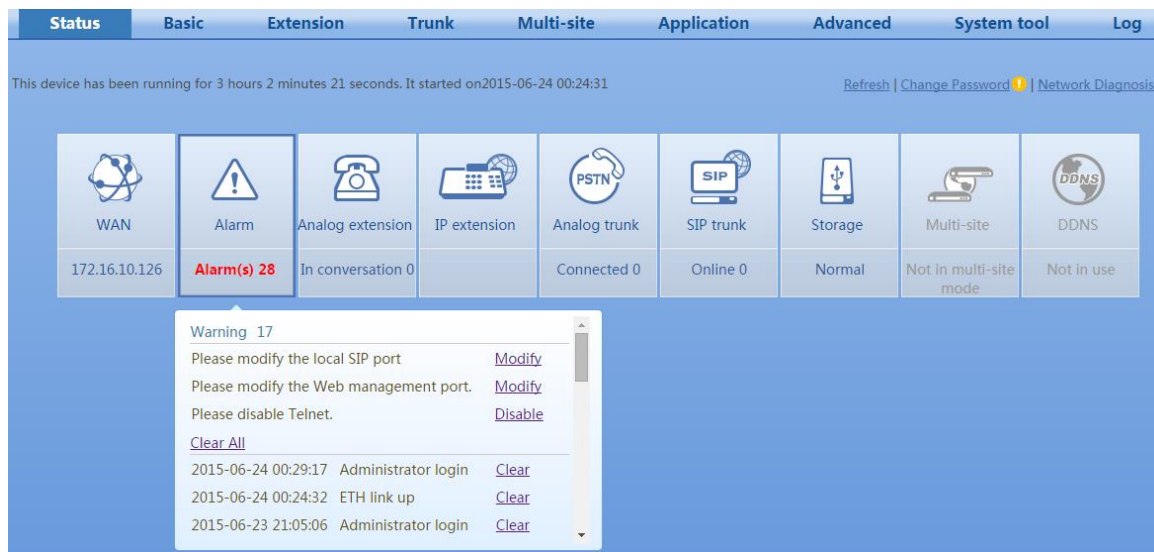 Status Basic Extension Trunk Multi-site Application Advanced System tool Log
This device has been running for 3 hours 2 minutes 21 seconds. It started on2015-06-24 00:24:31 Refresh | Change Password ! | Network Diagnosis
PSTN SIP DDNS
WAN Alarm Analog extension IP extension Analog trunk SIP trunk Storage Multi-site DDNS
172.16.10.126 Alarm(s) 28 In conversation 0 Connected 0 Online 0 Normal Not in multi-site mode Not in use
Warning 17
Please modify the local SIP port Modify
Please modify the Web management port. Modify
Please disable Telnet. Disable
Clear All
2015-06-24 00:29:17 Administrator login Clear
2015-06-24 00:24:32 ETH link up Clear
2015-06-23 21:05:06 Administrator login Clear